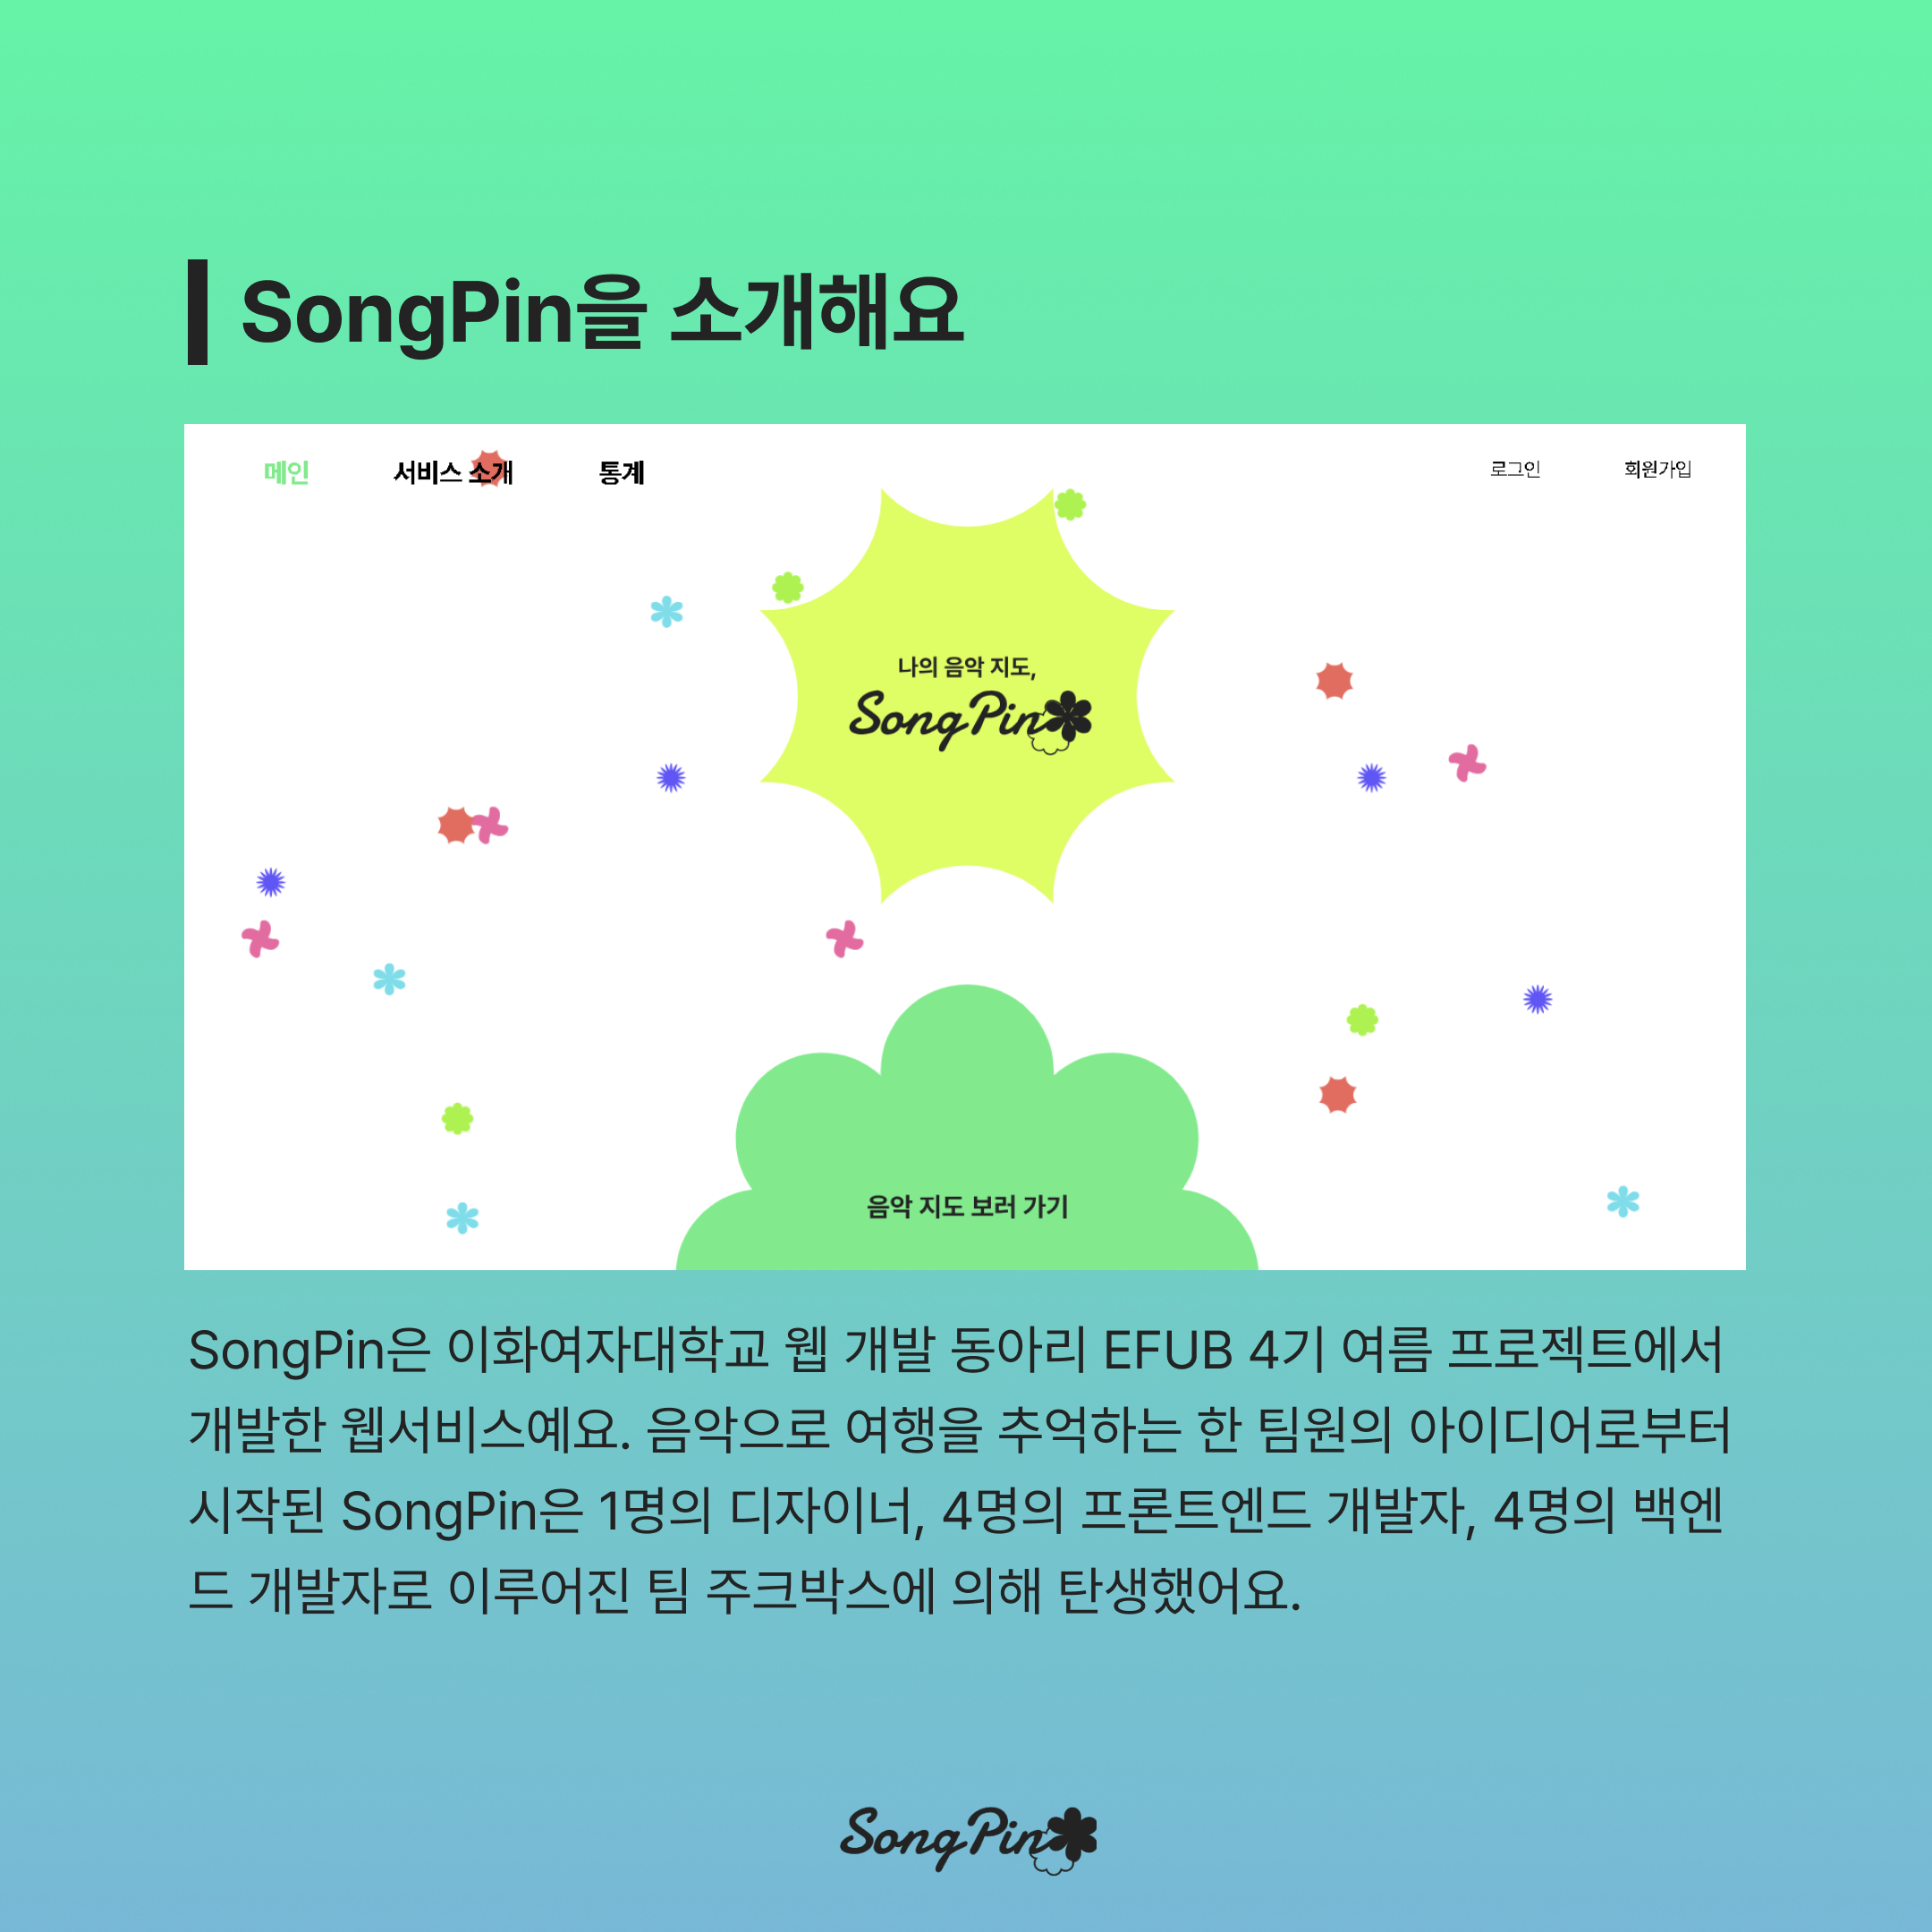 SongPin을 소개해요
메인 서비스 소개 통계 로그인 회원가입
나의 음악 지도,
SongPin
음악 지도 보러 가기
SongPin은 이화여자대학교 웹 개발 동아리 EFUB 4기 여름 프로젝트에서
개발한 웹서비스예요. 음악으로 여행을 추억하는 한 팀원의 아이디어로부터
시작된 SongPin은 1명의 디자이너, 4명의 프론트엔드 개발자, 4명의 백엔
드 개발자로 이루어진 팀 주크박스에 의해 탄생했어요.
SongPin